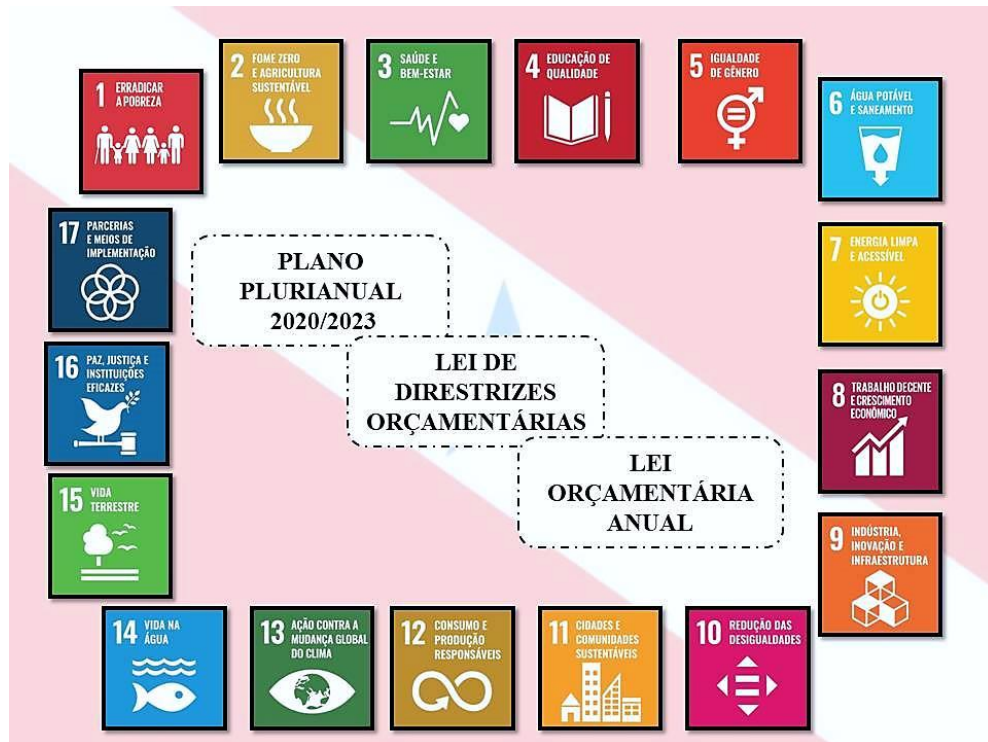 1 ERRADICAR
A POBREZA
2 FOME ZERO
E AGRICULTURA
SUSTENTÁVEL
3 SAÚDE E
BEM-ESTAR
4 EDUCAÇÃO DE
QUALIDADE
5 IGUALDADE
DE GÊNERO
6 ÁGUA POTÁVEL
E SANEAMENTO
7 ENERGIA LIMPA
E ACESSÍVEL
8 TRABALHO DECENTE
E CRESCIMENTO
ECONÔMICO
9 INDÚSTRIA,
INOVAÇÃO E
INFRAESTRUTURA
10 REDUÇÃO DAS
DESIGUALDADES
11 CIDADES E
COMUNIDADES
SUSTENTÁVEIS
12 CONSUMO E
PRODUÇÃO
RESPONSÁVEIS
13 AÇÃO CONTRA A
MUDANÇA GLOBAL
DO CLIMA
14 VIDA NA
ÁGUA
15 VIDA
TERRESTRE
16 PAZ, JUSTIÇA E
INSTITUIÇÕES
EFICAZES
17 PARCERIAS
E MEIOS DE
IMPLEMENTAÇÃO
PLANO
PLURIANUAL
2020/2023
LEI DE
DIRESTRIZES
ORÇAMENTÁRIAS
LEI
ORÇAMENTÁRIA
ANUAL